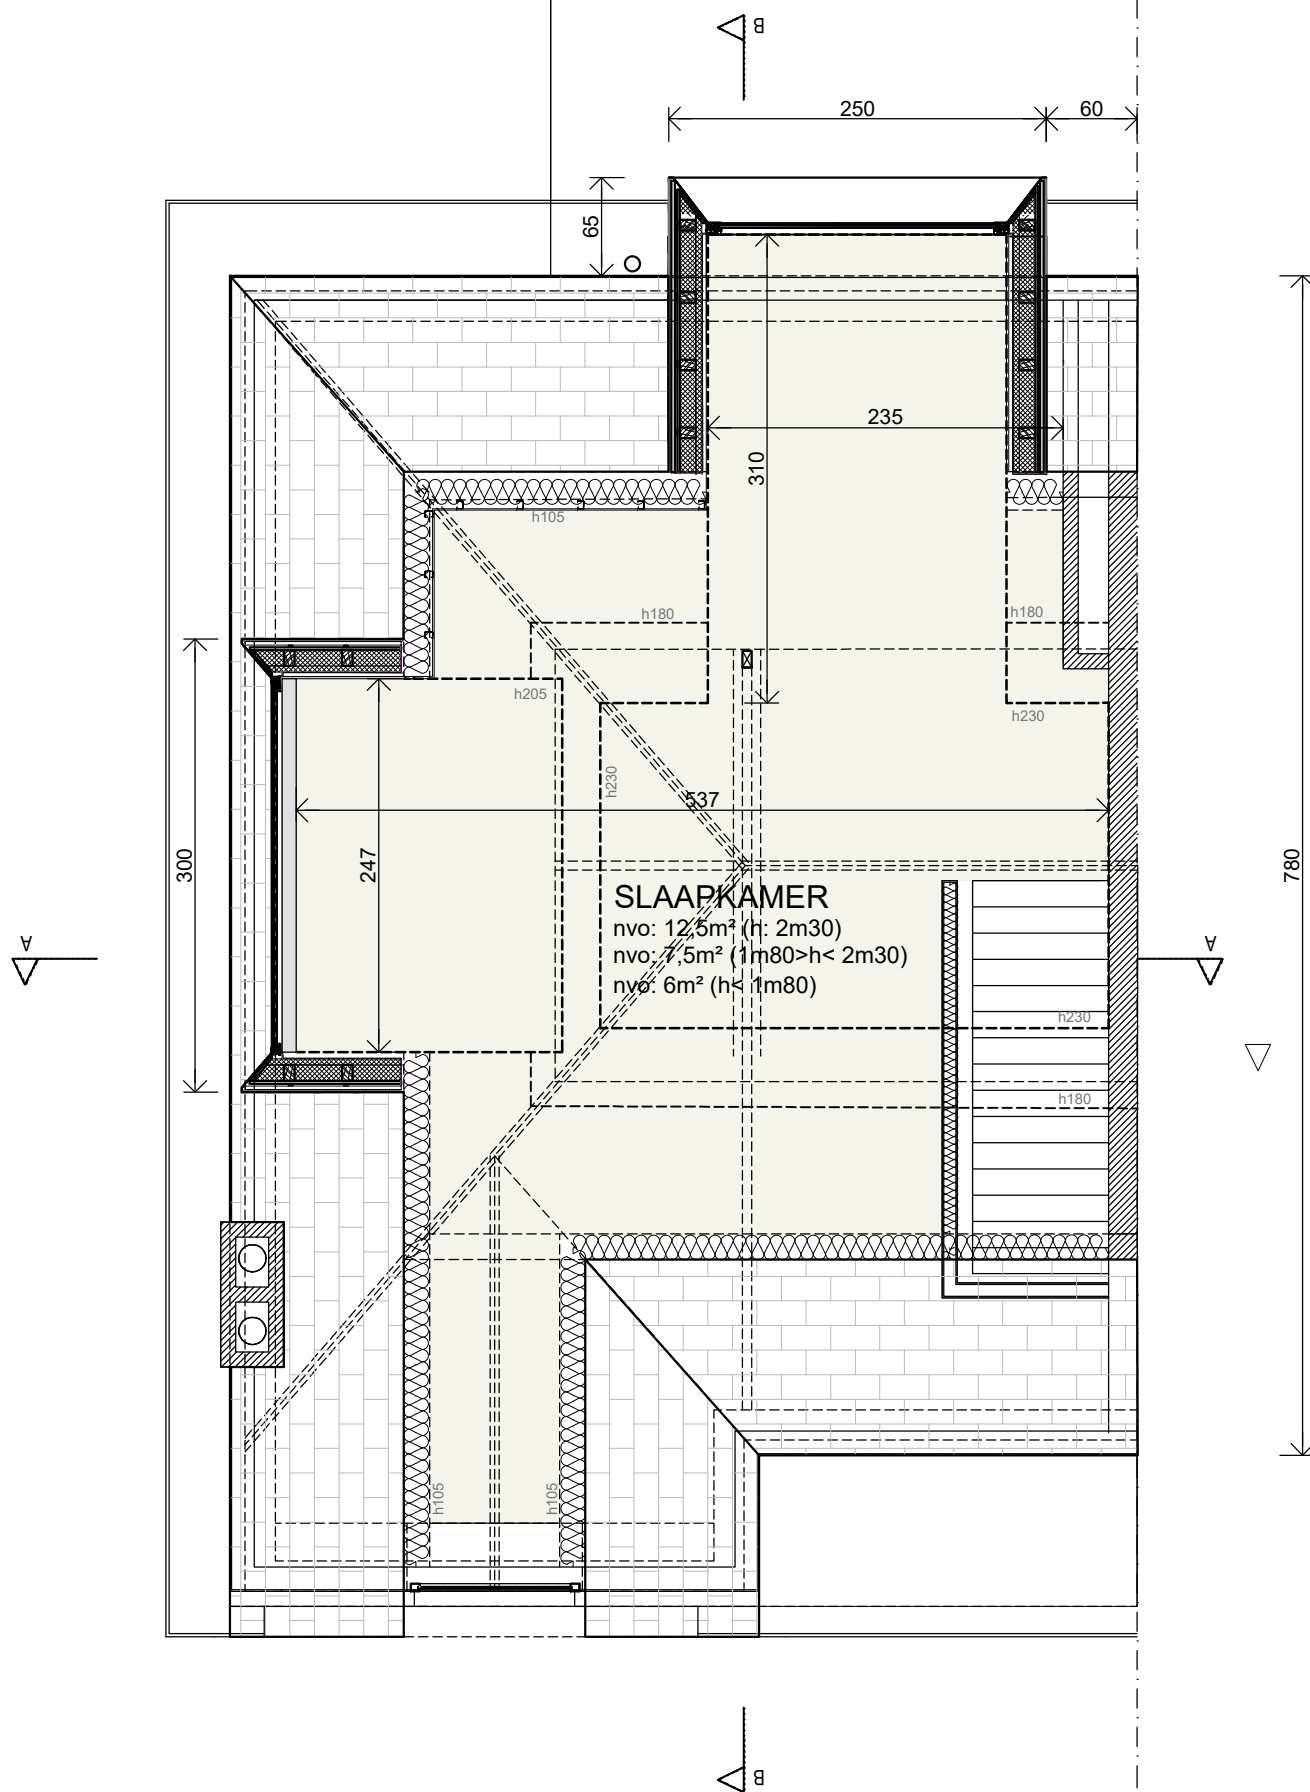 B
250
60
65
235
310
h105
h180
h180
h205
h230
h230
537
300
247
780
SLAAPKAMER
nvo: 12,5m² (h: 2m30)
nvo: 7,5m² (1m80>h< 2m30)
nvo: 6m² (h< 1m80)
A
A
h230
h180
h105
h105
B